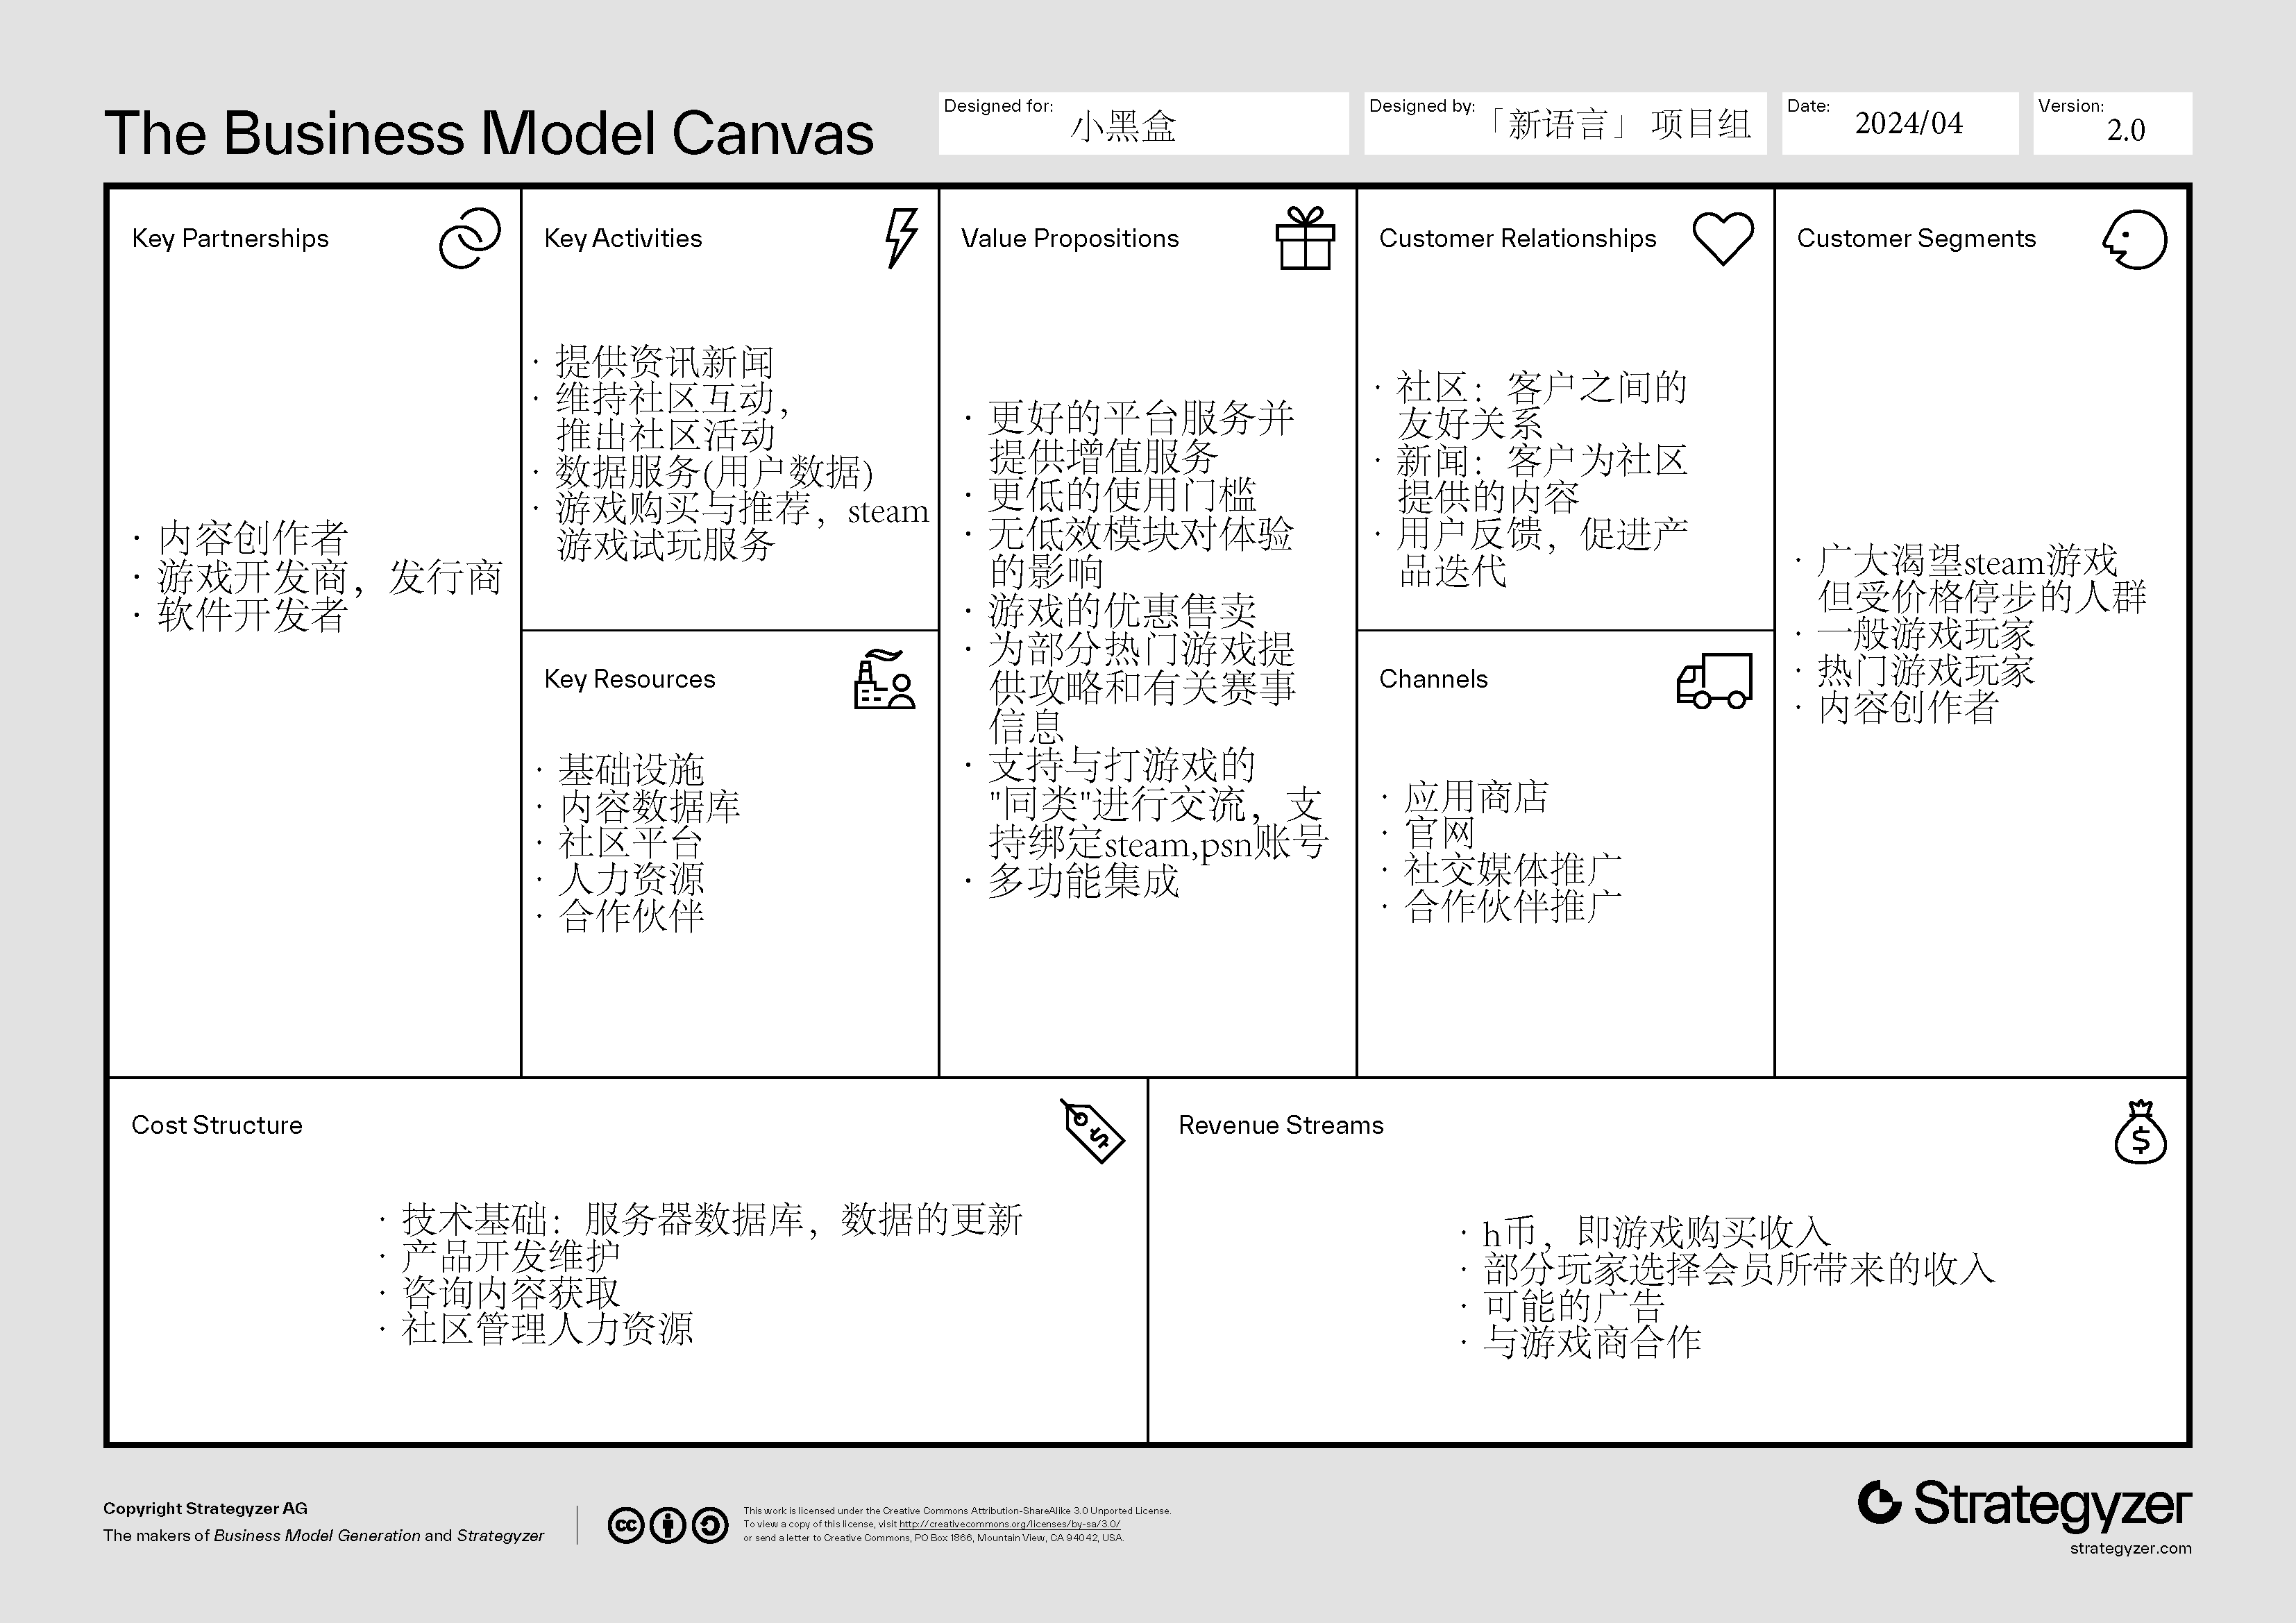 The Business Model Canvas
Designed for:
小黑盒
Designed by:
「新语言」 项目组
Date:
2024/04
Version:
2.0
Key Partnerships
· 内容创作者
· 游戏开发商，发行商
· 软件开发者
Key Activities
· 提供资讯新闻
· 维持社区互动，
推出社区活动
· 数据服务(用户数据)
· 游戏购买与推荐，steam
游戏试玩服务
Key Resources
· 基础设施
· 内容数据库
· 社区平台
· 人力资源
· 合作伙伴
Value Propositions
· 更好的平台服务并
提供增值服务
· 更低的使用门槛
· 无低效模块对体验
的影响
· 游戏的优惠售卖
· 为部分热门游戏提
供攻略和有关赛事
信息
· 支持与打游戏的
"同类"进行交流，支
持绑定steam,psn账号
· 多功能集成
Customer Relationships
· 社区：客户之间的
友好关系
· 新闻：客户为社区
提供的内容
· 用户反馈，促进产
品迭代
Channels
· 应用商店
· 官网
· 社交媒体推广
· 合作伙伴推广
Customer Segments
· 广大渴望steam游戏
但受价格停步的人群
· 一般游戏玩家
· 热门游戏玩家
· 内容创作者
Cost Structure
· 技术基础：服务器数据库，数据的更新
· 产品开发维护
· 咨询内容获取
· 社区管理人力资源
Revenue Streams
· h币，即游戏购买收入
· 部分玩家选择会员所带来的收入
· 可能的广告
· 与游戏商合作
Copyright Strategyzer AG
The makers of Business Model Generation and Strategyzer
This work is licensed under the Creative Commons Attribution-ShareAlike 3.0 Unported License.
To view a copy of this license, visit http://creativecommons.org/licenses/by-sa/3.0/
or send a letter to Creative Commons, PO Box 1866, Mountain View, CA 94042, USA.
Strategyzer
strategyzer.com